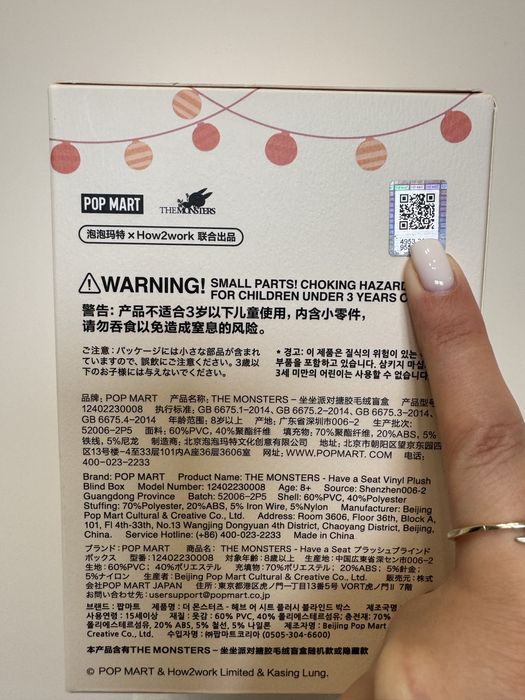 POP MART THE MONSTERS
泡泡玛特 × How2work 联合出品
4953
⚠WARNING! SMALL PARTS! CHOKING HAZARD
FOR CHILDREN UNDER 3 YEARS O
警告: 产品不适合3岁以下儿童使用，内含小零件，
请勿吞食以免造成窒息的风险。
ご注意：パッケージには小さな部品が含まれ
ていますので、誤飲にご注意ください。3歳以
下のお子様には与えないでください。
* 경고: 이 제품은 질식의 위험이 있는
부품을 포함하고 있습니다. 삼키지 마십
3세 미만의 어린이는 사용할 수 없습니다.
品牌: POP MART 产品名称: THE MONSTERS－坐坐派对搪胶毛绒盲盒 产品型号:
12402230008 执行标准: GB 6675.1–2014、GB 6675.2–2014、GB 6675.3–2014、
GB 6675.4–2014 年龄范围: 8岁以上 产地: 广东省深圳市006–2 生产批次:
52006-2P5 面料: 60%PVC, 40%聚酯纤维 填充物: 70%聚酯纤维, 20%ABS, 5%
铁线, 5%尼龙 制造商: 北京泡泡玛特文化创意有限公司 地址: 北京市朝阳区望京东园四
区13号楼-4至33层101内A座36层3606室 网址: WWW.POPMART.COM 电话:
400-023-2233
Brand: POP MART Product Name: THE MONSTERS - Have a Seat Vinyl Plush
Blind Box Model Number: 12402230008 Age: 8+ Source: Shenzhen006-2
Guangdong Province Batch: 52006-2P5 Shell: 60%PVC, 40%Polyester
Stuffing: 70%Polyester, 20%ABS, 5% Iron Wire, 5%Nylon Manufacturer: Beijing
Pop Mart Cultural & Creative Co., Ltd. Address: Room 3606, Floor 36th, Block A,
101, Fl 4th-33th, No.13 Wangjing Dongyuan 4th District, Chaoyang District, Beijing,
China. Service Hotline: (+86) 400-023-2233 Made in China
ブランド：POP MART 商品名： THE MONSTERS - Have a Seat プラッシュブラインド
ボックス 型番：12402230008 対象年齢：8歳以上 生産地：中国広東省深セン市006−2
生地：60%PVC；40%ポリエステル 充填物：70%ポリエステル；20%ABS；5%針金；
5%ナイロン 生産者：Beijing Pop Mart Cultural & Creative Co., Ltd. 販売元：株式
会社POP MART JAPAN 住所：東京都港区虎ノ門一丁目13番5号 VORT虎ノ門Ⅱ 7階
お問い合わせ先：usersupport@popmart.co.jp
브랜드: 팝마트 제품명: 더 몬스터즈 - 헤브 어 시트 플러시 블라인드 박스 제조국명
사용연령: 15세이상 재질: 옷감: 60% PVC, 40% 폴리에스테르섬유; 충전재: 70%
폴리에스테르섬유, 20% ABS, 5% 철선, 5% 나일론 제조자명: Beijing Pop Mart
Creative Co., Ltd. 수입자명: ㈜팝마트코리아 (0505-304-6600)
本产品含有THE MONSTERS－坐坐派对搪胶毛绒盲盒随机款或隐藏款
© POP MART & How2work Limited & Kasing Lung.